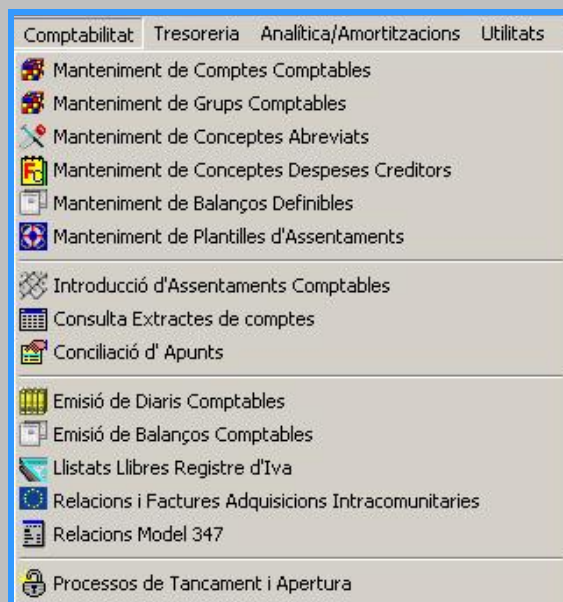 Comptabilitat Tresoreria Analítica/Amortitzacions Utilitats
Manteniment de Comptes Comptables
Manteniment de Grups Comptables
Manteniment de Conceptes Abreviats
Manteniment de Conceptes Despeses Creditors
Manteniment de Balanços Definibles
Manteniment de Plantilles d'Assentaments
Introducció d'Assentaments Comptables
Consulta Extractes de comptes
Conciliació d' Apunts
Emisió de Diaris Comptables
Emisió de Balanços Comptables
Llistats Llibres Registre d'Iva
Relacions i Factures Adquisicions Intracomunitaries
Relacions Model 347
Processos de Tancament i Apertura